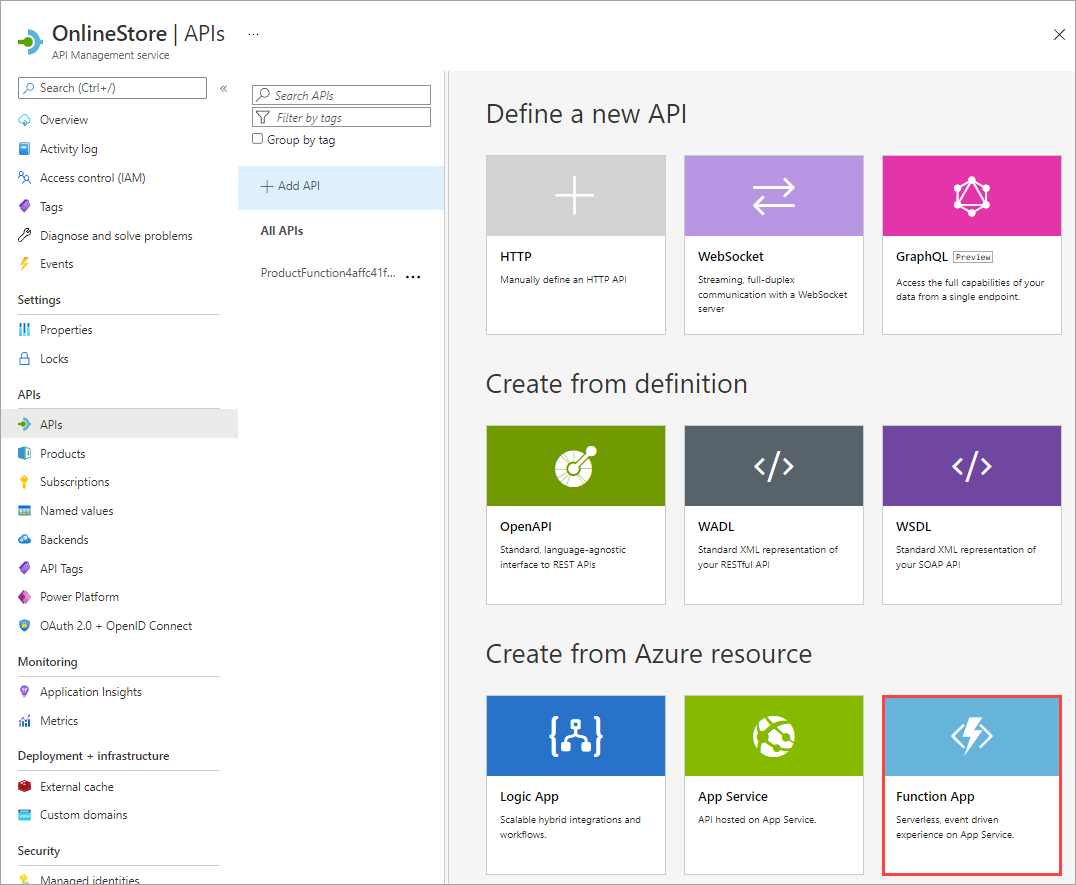 OnlineStore | APIs ...
API Management service
Search (Ctrl+/)
«
Overview
Activity log
Access control (IAM)
Tags
Diagnose and solve problems
Events
Settings
Properties
Locks
APIs
APIs
Products
Subscriptions
Named values
Backends
API Tags
Power Platform
OAuth 2.0 + OpenID Connect
Monitoring
Application Insights
Metrics
Deployment + infrastructure
External cache
Custom domains
Security
Managed identities
Search APIs
Filter by tags
Group by tag
+ Add API
All APIs
ProductFunction4affc41f... ...
Define a new API
HTTP
Manually define an HTTP API
WebSocket
Streaming, full-duplex
communication with a WebSocket
server
GraphQL Preview
Access the full capabilities of your
data from a single endpoint.
Create from definition
OpenAPI
Standard, language-agnostic
interface to REST APIs
</>
WADL
Standard XML representation of
your RESTful API
</>
WSDL
Standard XML representation of
your SOAP API
Create from Azure resource
Logic App
Scalable hybrid integrations and
workflows.
App Service
API hosted on App Service.
Function App
Serverless, event driven
experience on App Service.